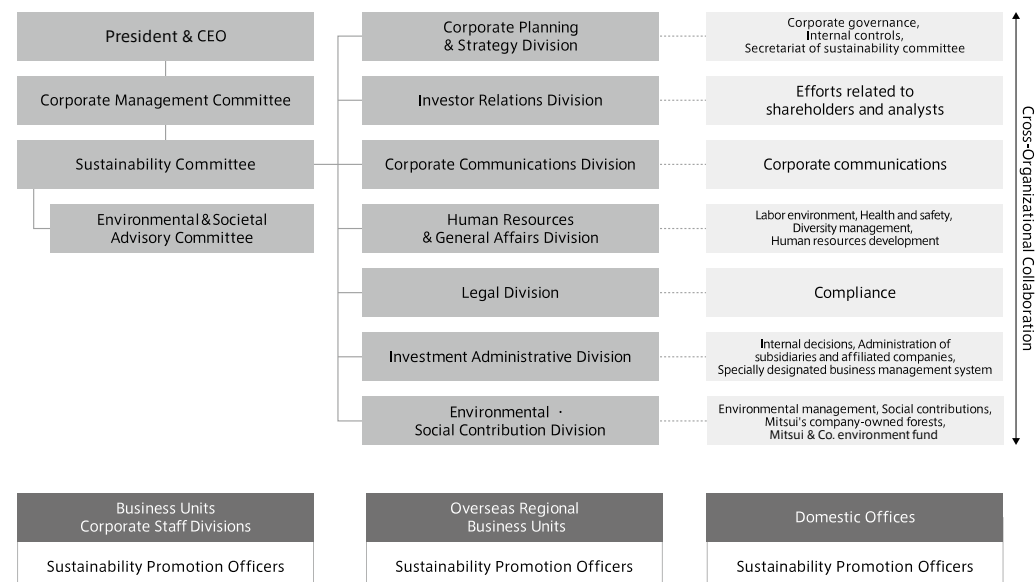 President & CEO
Corporate Management Committee
Sustainability Committee
Environmental & Societal
Advisory Committee
Corporate Planning
& Strategy Division
Corporate governance,
Internal controls,
Secretariat of sustainability committee
Investor Relations Division
Efforts related to
shareholders and analysts
Corporate Communications Division
Corporate communications
Human Resources
& General Affairs Division
Labor environment, Health and safety,
Diversity management,
Human resources development
Legal Division
Compliance
Investment Administrative Division
Internal decisions, Administration of
subsidiaries and affiliated companies,
Specially designated business management system
Environmental ·
Social Contribution Division
Environmental management, Social contributions,
Mitsui's company-owned forests,
Mitsui & Co. environment fund
Cross-Organizational Collaboration
Business Units
Corporate Staff Divisions
Sustainability Promotion Officers
Overseas Regional
Business Units
Sustainability Promotion Officers
Domestic Offices
Sustainability Promotion Officers